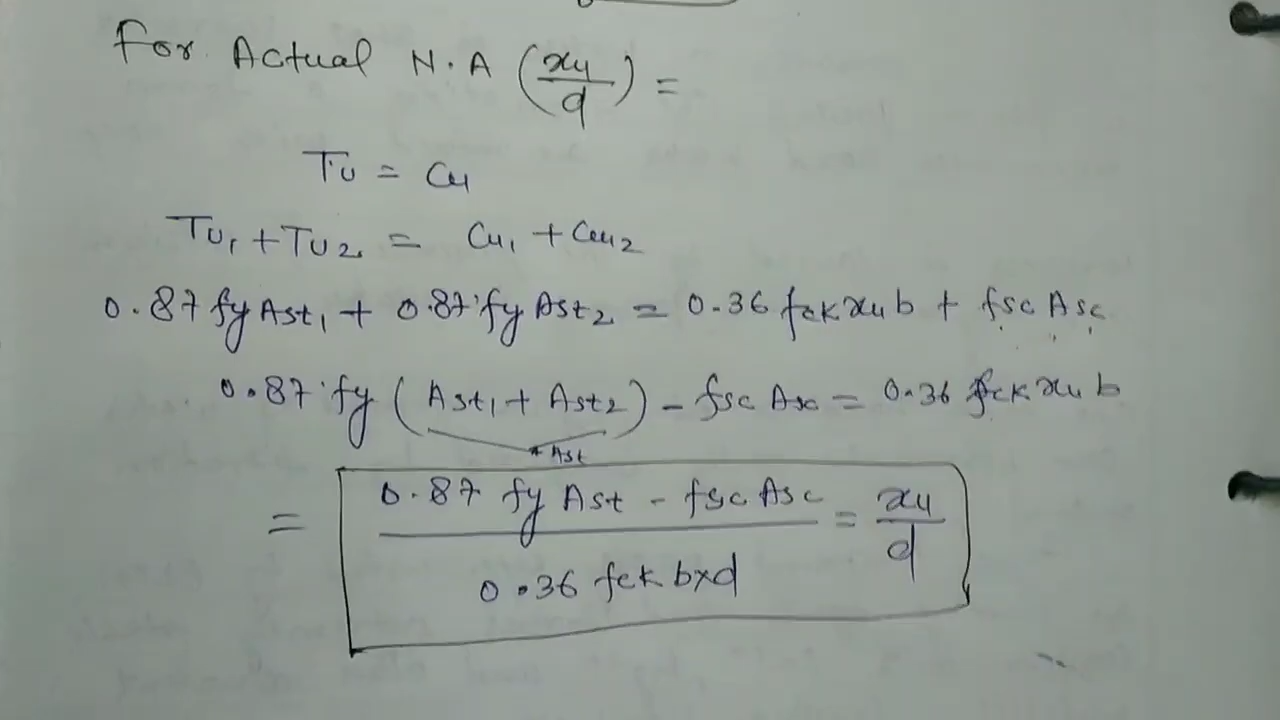 For Actual N.A (xu/d) =
Tu = Cu
Tu1 + Tu2 = Cu1 + Cu2
0.87 fy Ast1 + 0.87 fy Ast2 = 0.36 fck xu b + fsc Asc
0.87 fy (Ast1 + Ast2) - fsc Asc = 0.36 fck xu b
Ast
= (0.87 fy Ast - fsc Asc)/(0.36 fck b×d) = xu/d